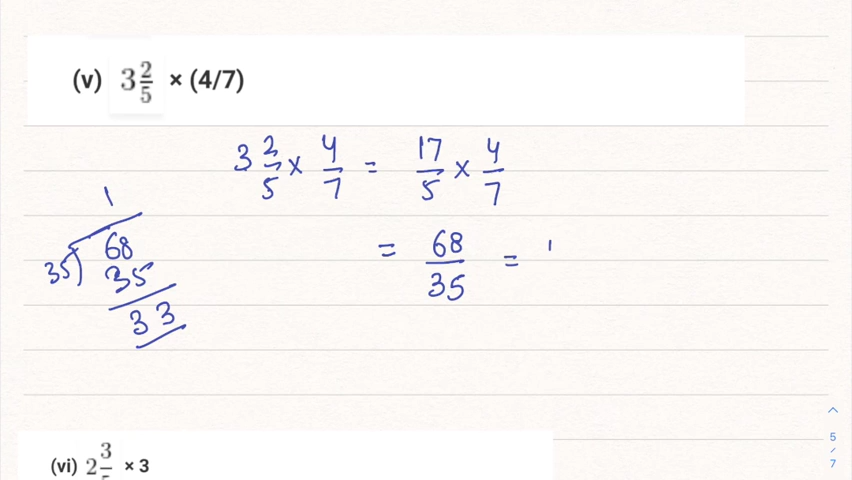 (v) 3 2/5 × (4/7)
3 2/5 × 4/7 = 17/5 × 4/7
= 68/35 = 1
1
35) 68
35
33
5
/
7
(vi) 2 3/5 × 3